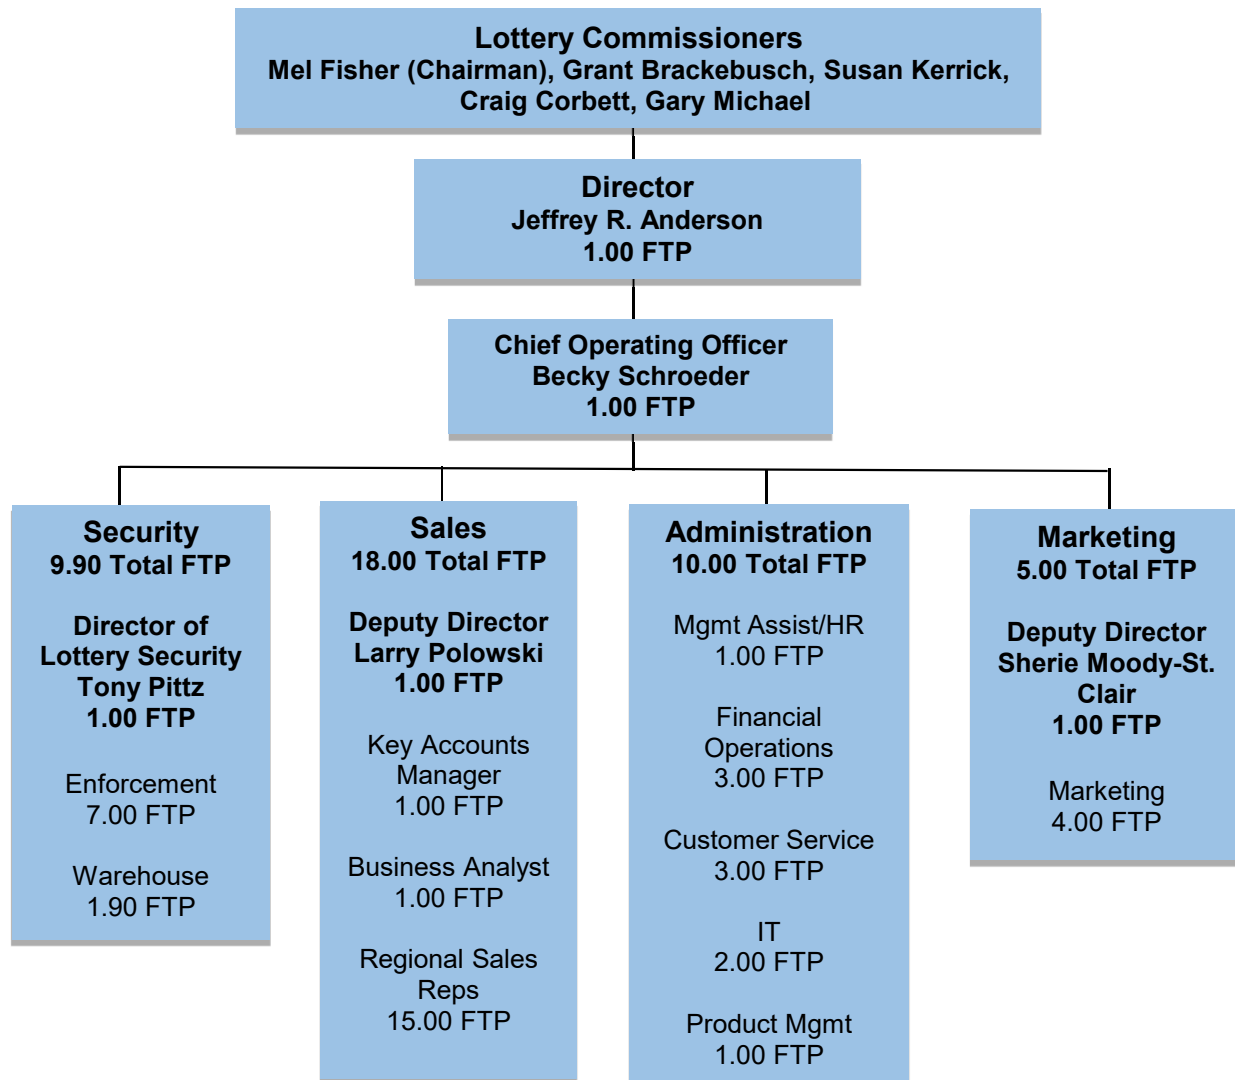 Lottery Commissioners
Mel Fisher (Chairman), Grant Brackebusch, Susan Kerrick,
Craig Corbett, Gary Michael
Director
Jeffrey R. Anderson
1.00 FTP
Chief Operating Officer
Becky Schroeder
1.00 FTP
Security
9.90 Total FTP
Director of
Lottery Security
Tony Pittz
1.00 FTP
Enforcement
7.00 FTP
Warehouse
1.90 FTP
Sales
18.00 Total FTP
Deputy Director
Larry Polowski
1.00 FTP
Key Accounts
Manager
1.00 FTP
Business Analyst
1.00 FTP
Regional Sales
Reps
15.00 FTP
Administration
10.00 Total FTP
Mgmt Assist/HR
1.00 FTP
Financial
Operations
3.00 FTP
Customer Service
3.00 FTP
IT
2.00 FTP
Product Mgmt
1.00 FTP
Marketing
5.00 Total FTP
Deputy Director
Sherie Moody-St.
Clair
1.00 FTP
Marketing
4.00 FTP